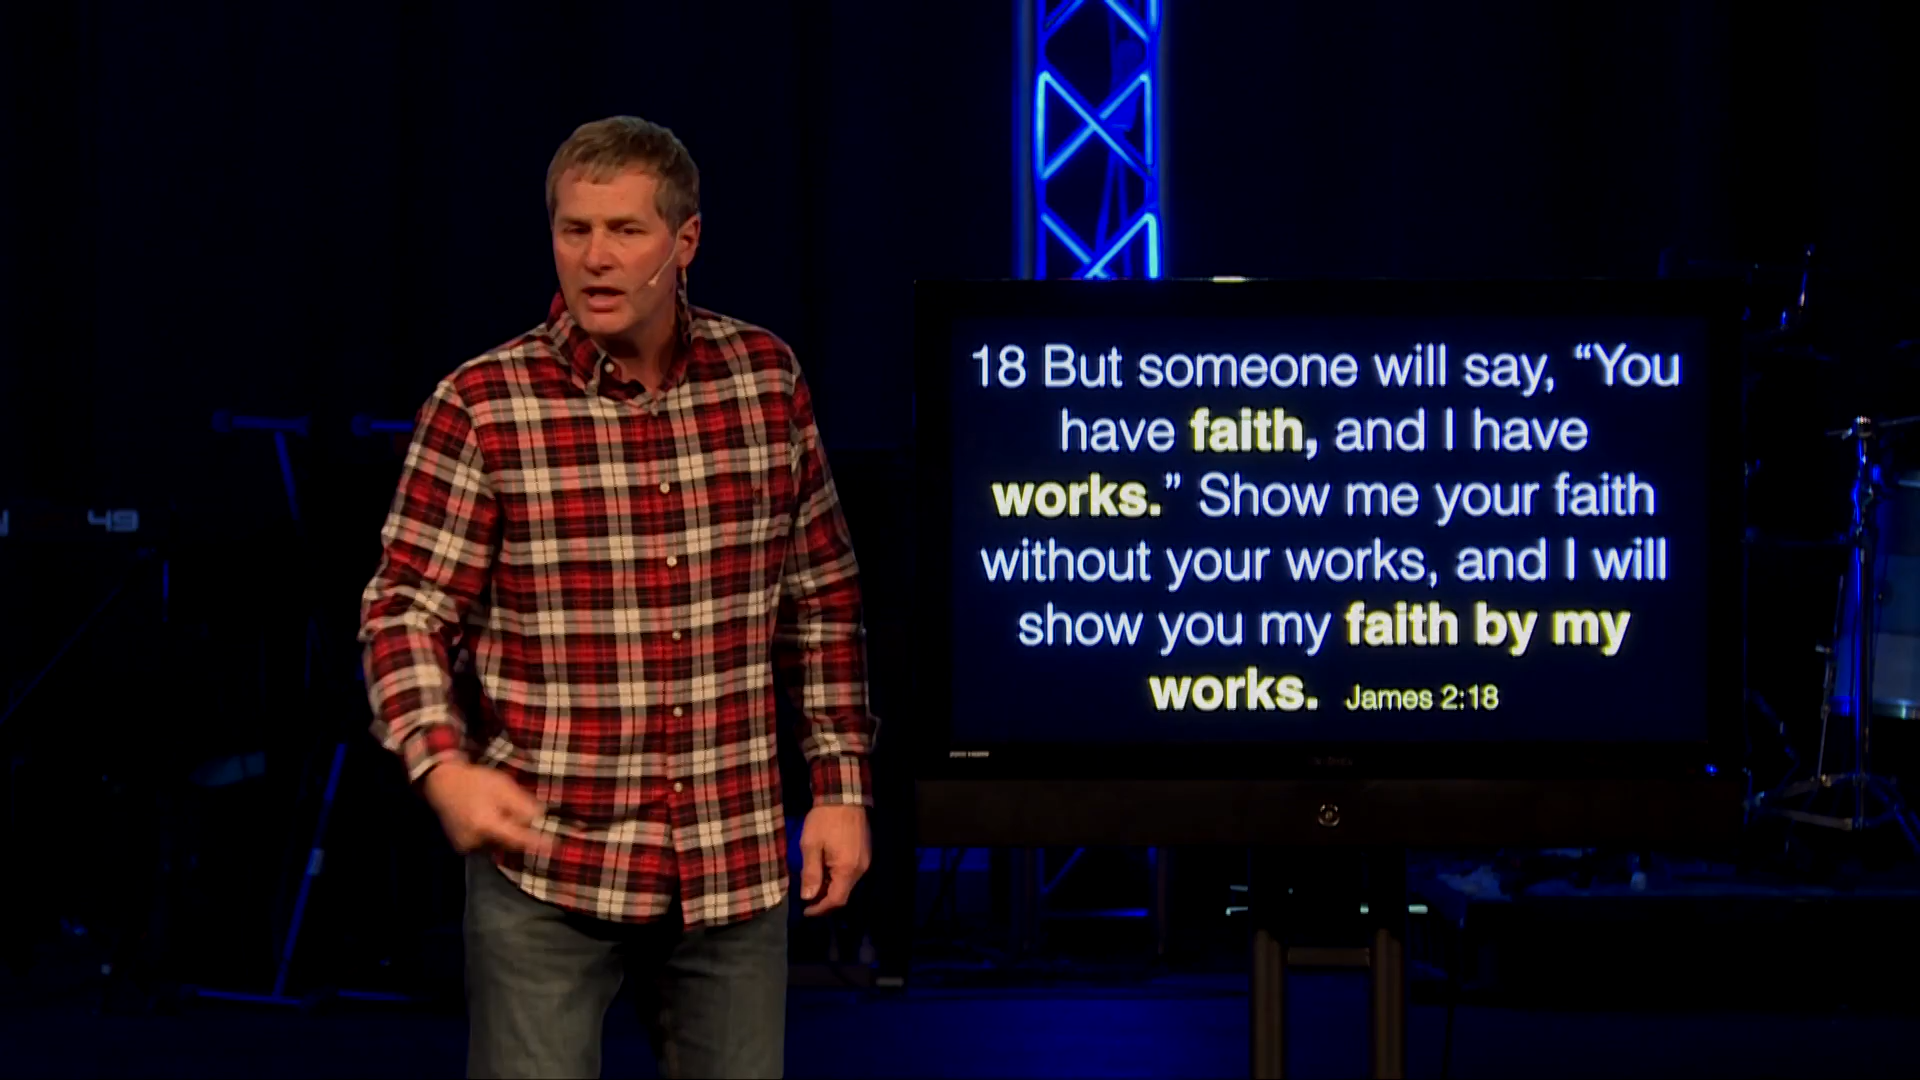 18 But someone will say, “You
have faith, and I have
works.” Show me your faith
without your works, and I will
show you my faith by my
works. James 2:18
49